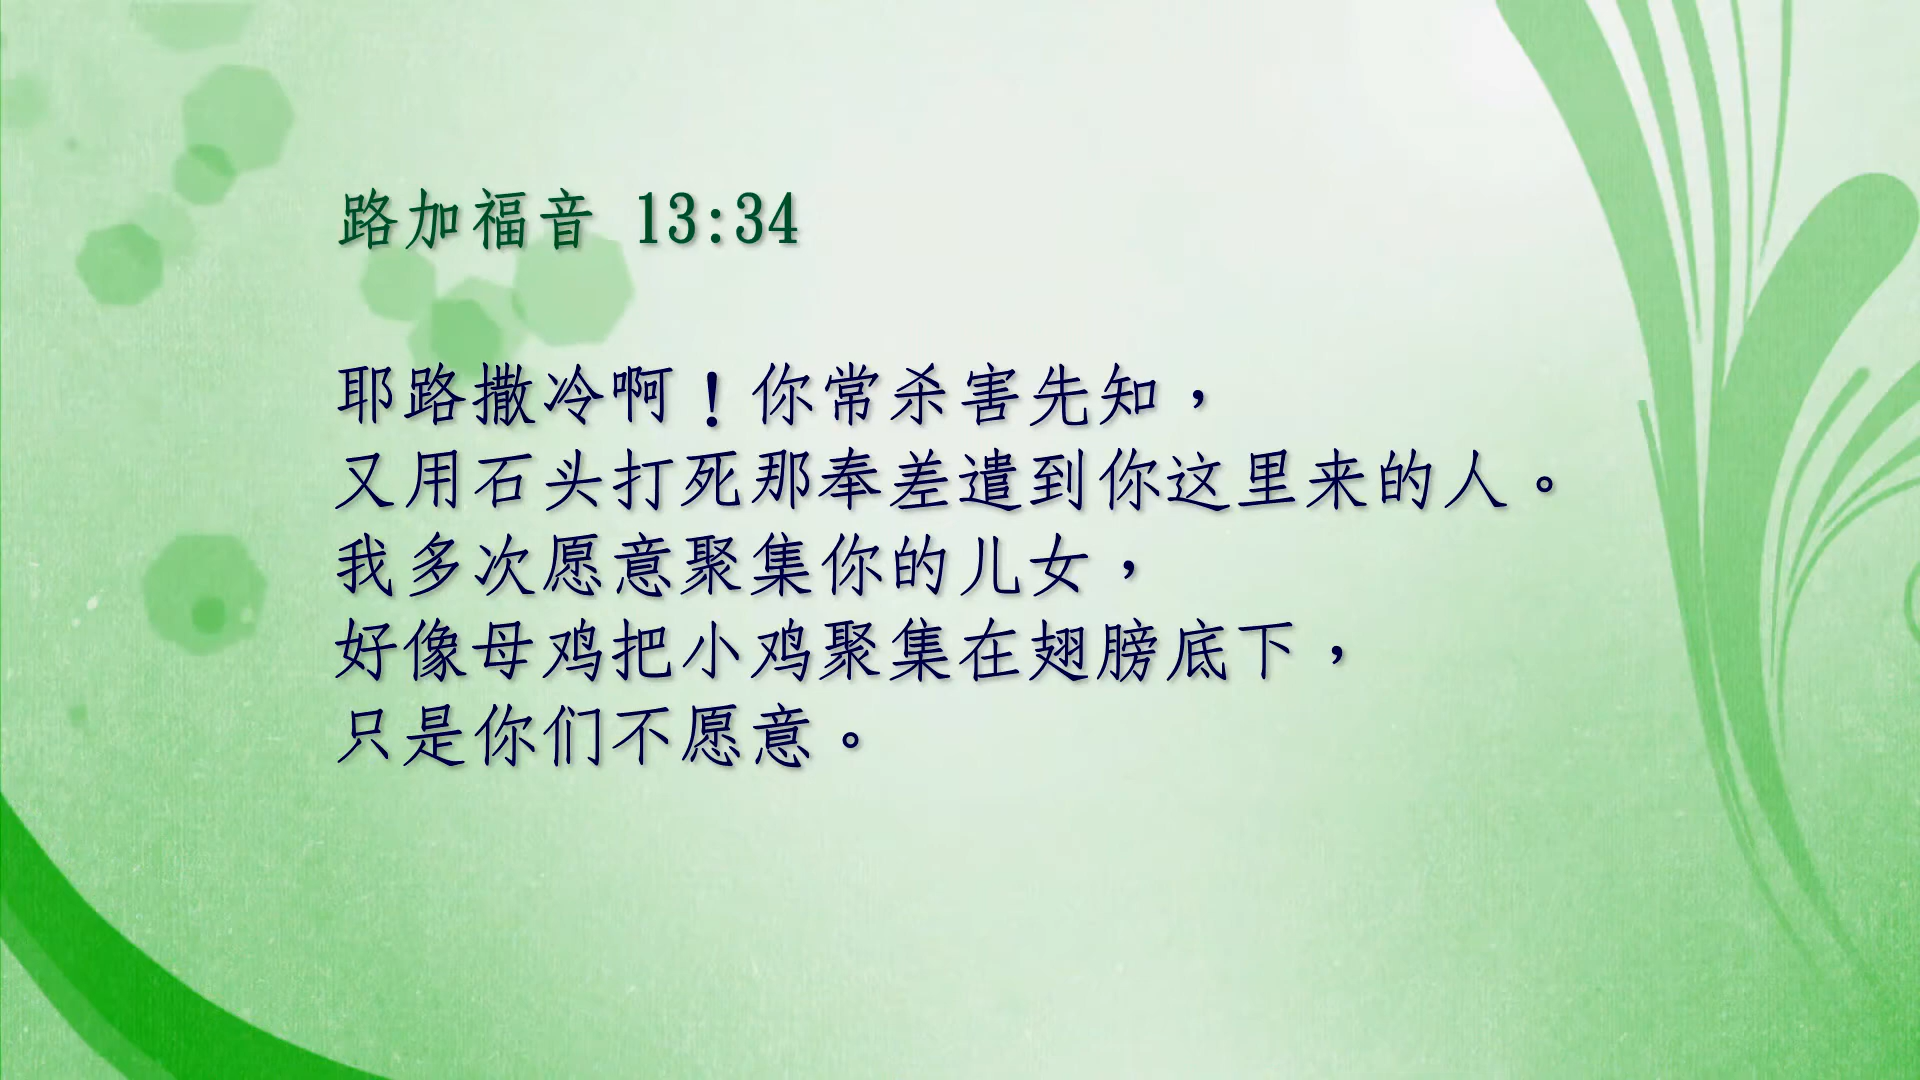 路加福音 13:34
耶路撒冷啊！你常杀害先知，
又用石头打死那奉差遣到你这里来的人。
我多次愿意聚集你的儿女，
好像母鸡把小鸡聚集在翅膀底下，
只是你们不愿意。